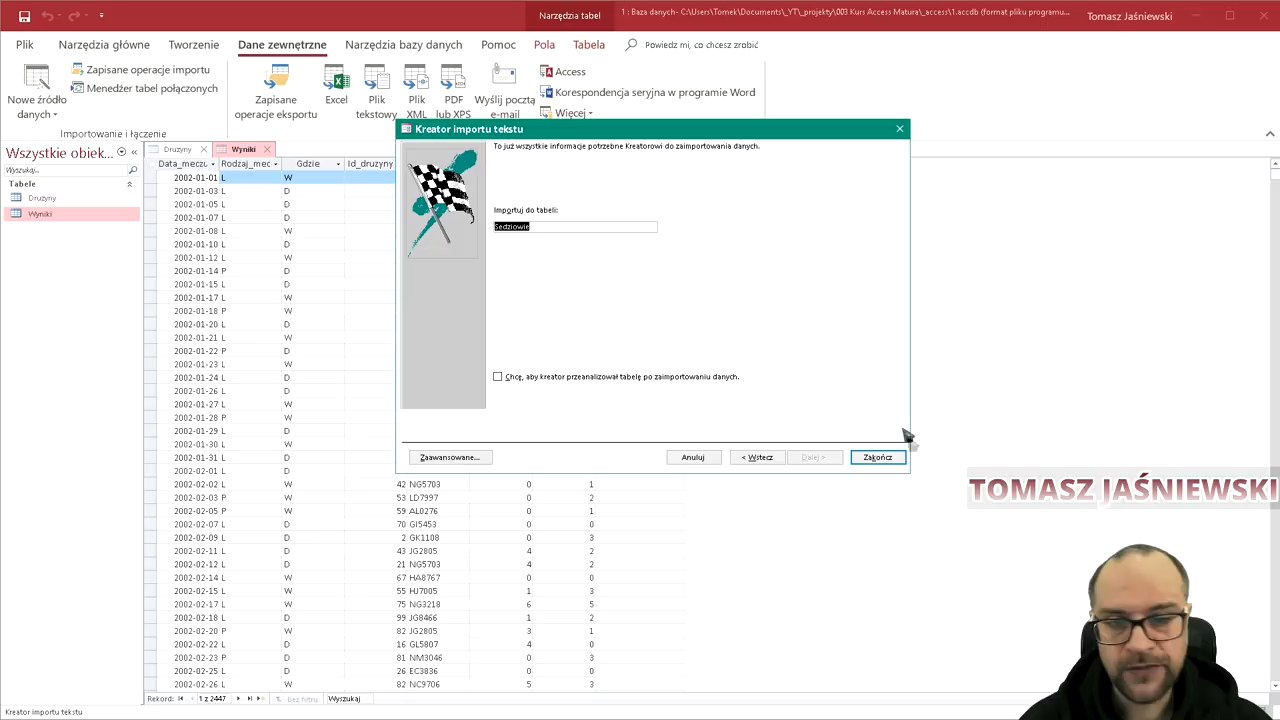 Narzędzia tabel
1 : Baza danych- C:\Users\Tomek\Documents\_YT\_projekty\003 Kurs Access Matura\_access\1.accdb (format pliku programu...
Tomasz Jaśniewski
Plik Narzędzia główne Tworzenie Dane zewnętrzne Narzędzia bazy danych Pomoc Pola Tabela Powiedz mi, co chcesz zrobić
Nowe źródło danych
Zapisane operacje importu
Menedżer tabel połączonych
Importowanie i łączenie
Zapisane operacje eksportu
Excel
Plik tekstowy
Plik XML
PDF lub XPS
Wyślij pocztą e-mail
Access
Korespondencja seryjna w programie Word
Więcej
Wszystkie obiek...
Wyszukaj...
Tabele
Drużyny
Wyniki
Drużyny Wyniki
Data_meczu Rodzaj_mec Gdzie Id_druzyny
2002-01-01 L W
2002-01-03 L D
2002-01-05 L D
2002-01-07 L D
2002-01-08 L W
2002-01-10 L D
2002-01-12 L W
2002-01-14 P D
2002-01-15 L D
2002-01-17 L W
2002-01-18 P W
2002-01-20 L D
2002-01-21 L W
2002-01-22 P D
2002-01-23 L W
2002-01-24 L D
2002-01-26 L D
2002-01-27 L W
2002-01-28 P W
2002-01-29 L D
2002-01-30 L W
2002-01-31 L D
2002-02-01 L D
2002-02-02 L W 42 NG5703 0 1
2002-02-03 P W 53 LD7997 0 2
2002-02-05 P W 59 AL0276 0 1
2002-02-07 L D 70 GI5453 0 0
2002-02-09 L D 2 GK1108 0 3
2002-02-11 L D 43 JG2805 4 2
2002-02-12 L D 21 NG5703 4 2
2002-02-14 L W 67 HA8767 0 0
2002-02-15 L W 55 HJ7005 1 3
2002-02-17 L W 75 NG3218 6 5
2002-02-18 L D 99 JG8466 1 2
2002-02-20 P W 82 JG2805 3 1
2002-02-22 L D 16 GL5807 4 0
2002-02-23 P D 81 NM3046 0 3
2002-02-25 L D 26 EC3836 0 0
2002-02-26 L W 82 NC9706 5 3
Rekord: 1 z 2447 Bez filtru Wyszukaj
Kreator importu tekstu
Kreator importu tekstu
To już wszystkie informacje potrzebne Kreatorowi do zaimportowania danych.
Importuj do tabeli:
Sedziowie
Chcę, aby kreator przeanalizował tabelę po zaimportowaniu danych.
Zaawansowane... Anuluj < Wstecz Dalej > Zakończ
TOMASZ JAŚNIEWSKI